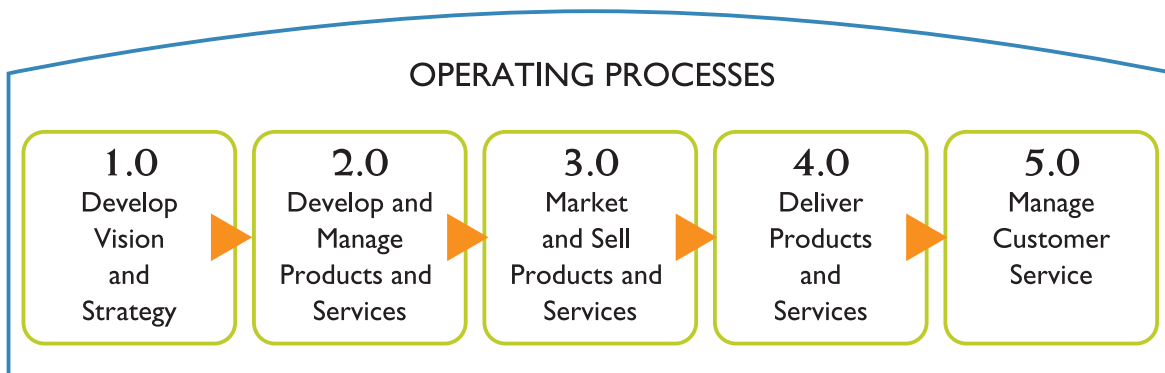 OPERATING PROCESSES
1.0
Develop
Vision
and
Strategy
2.0
Develop and
Manage
Products and
Services
3.0
Market
and Sell
Products and
Services
4.0
Deliver
Products
and
Services
5.0
Manage
Customer
Service